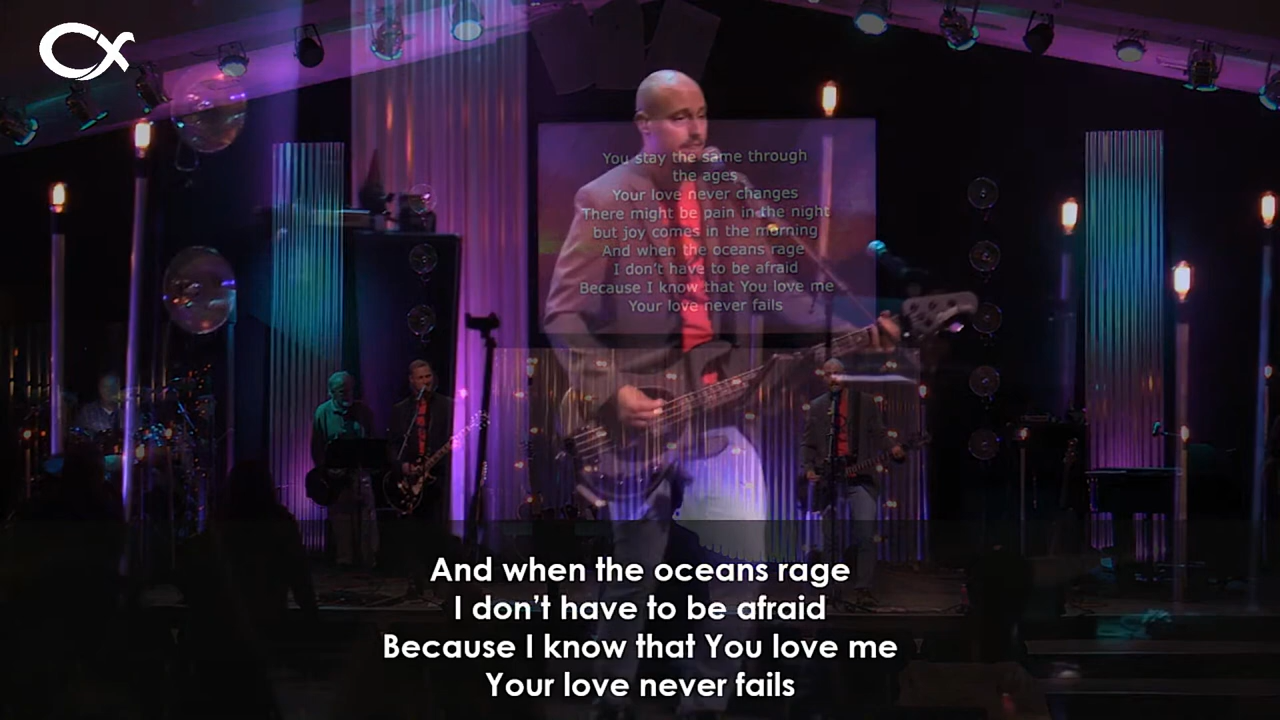 CX
You stay the same through
the ages
Your love never changes
There might be pain in the night
but joy comes in the morning
And when the oceans rage
I don't have to be afraid
Because I know that You love me
Your love never fails
And when the oceans rage
I don't have to be afraid
Because I know that You love me
Your love never fails